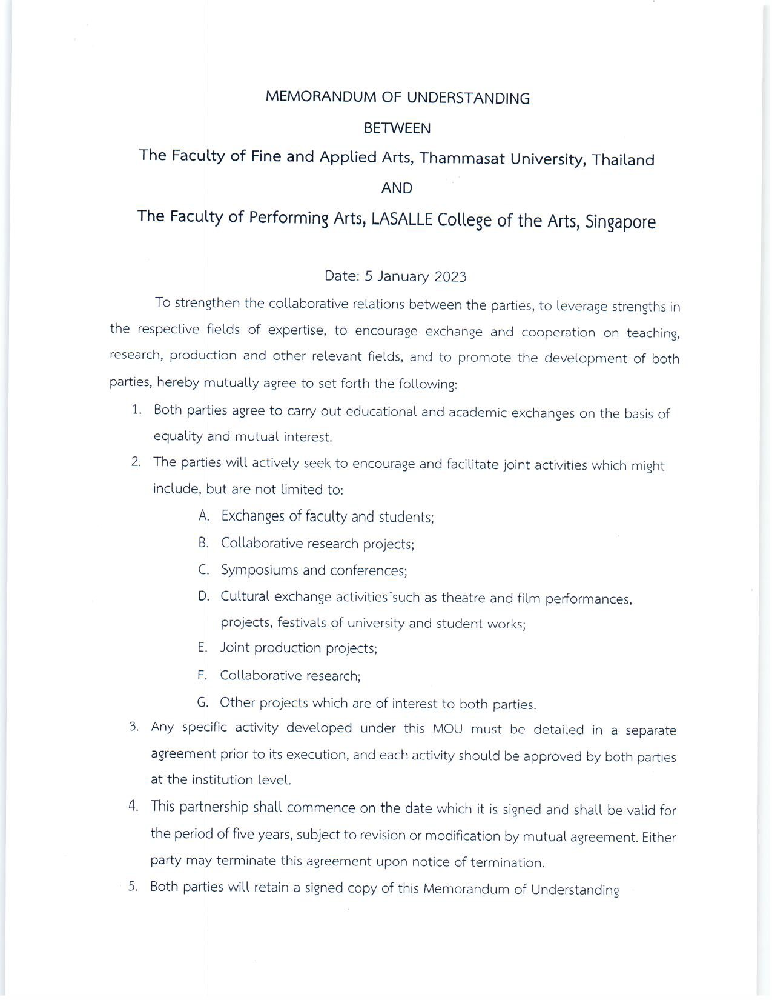 MEMORANDUM OF UNDERSTANDING
BETWEEN
The Faculty of Fine and Applied Arts, Thammasat University, Thailand
AND
The Faculty of Performing Arts, LASALLE College of the Arts, Singapore
Date: 5 January 2023
To strengthen the collaborative relations between the parties, to leverage strengths in
the respective fields of expertise, to encourage exchange and cooperation on teaching,
research, production and other relevant fields, and to promote the development of both
parties, hereby mutually agree to set forth the following:
1. Both parties agree to carry out educational and academic exchanges on the basis of
equality and mutual interest.
2. The parties will actively seek to encourage and facilitate joint activities which might
include, but are not limited to:
A. Exchanges of faculty and students;
B. Collaborative research projects;
C. Symposiums and conferences;
D. Cultural exchange activities such as theatre and film performances,
projects, festivals of university and student works;
E. Joint production projects;
F. Collaborative research;
G. Other projects which are of interest to both parties.
3. Any specific activity developed under this MOU must be detailed in a separate
agreement prior to its execution, and each activity should be approved by both parties
at the institution level.
4. This partnership shall commence on the date which it is signed and shall be valid for
the period of five years, subject to revision or modification by mutual agreement. Either
party may terminate this agreement upon notice of termination.
5. Both parties will retain a signed copy of this Memorandum of Understanding